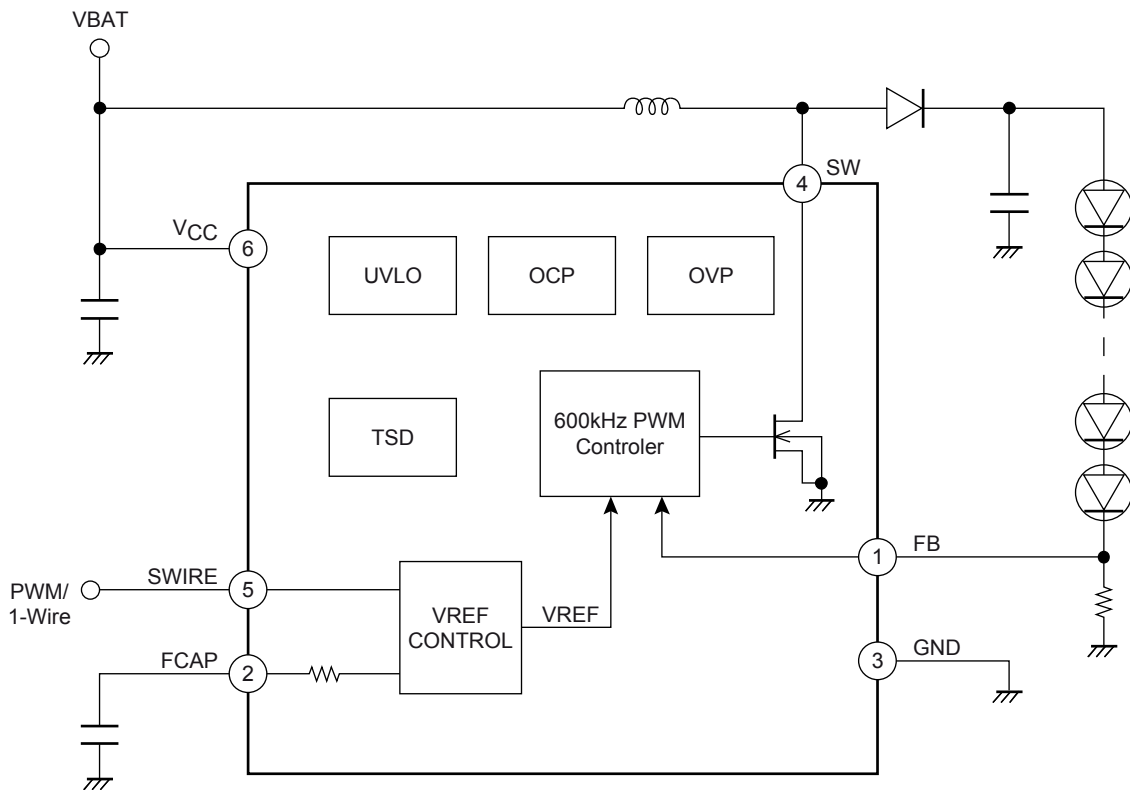 VBAT
SW
4
VCC
6
UVLO
OCP
OVP
TSD
600kHz PWM
Controler
FB
1
PWM/
1-Wire
SWIRE
5
VREF
CONTROL
VREF
FCAP
2
GND
3